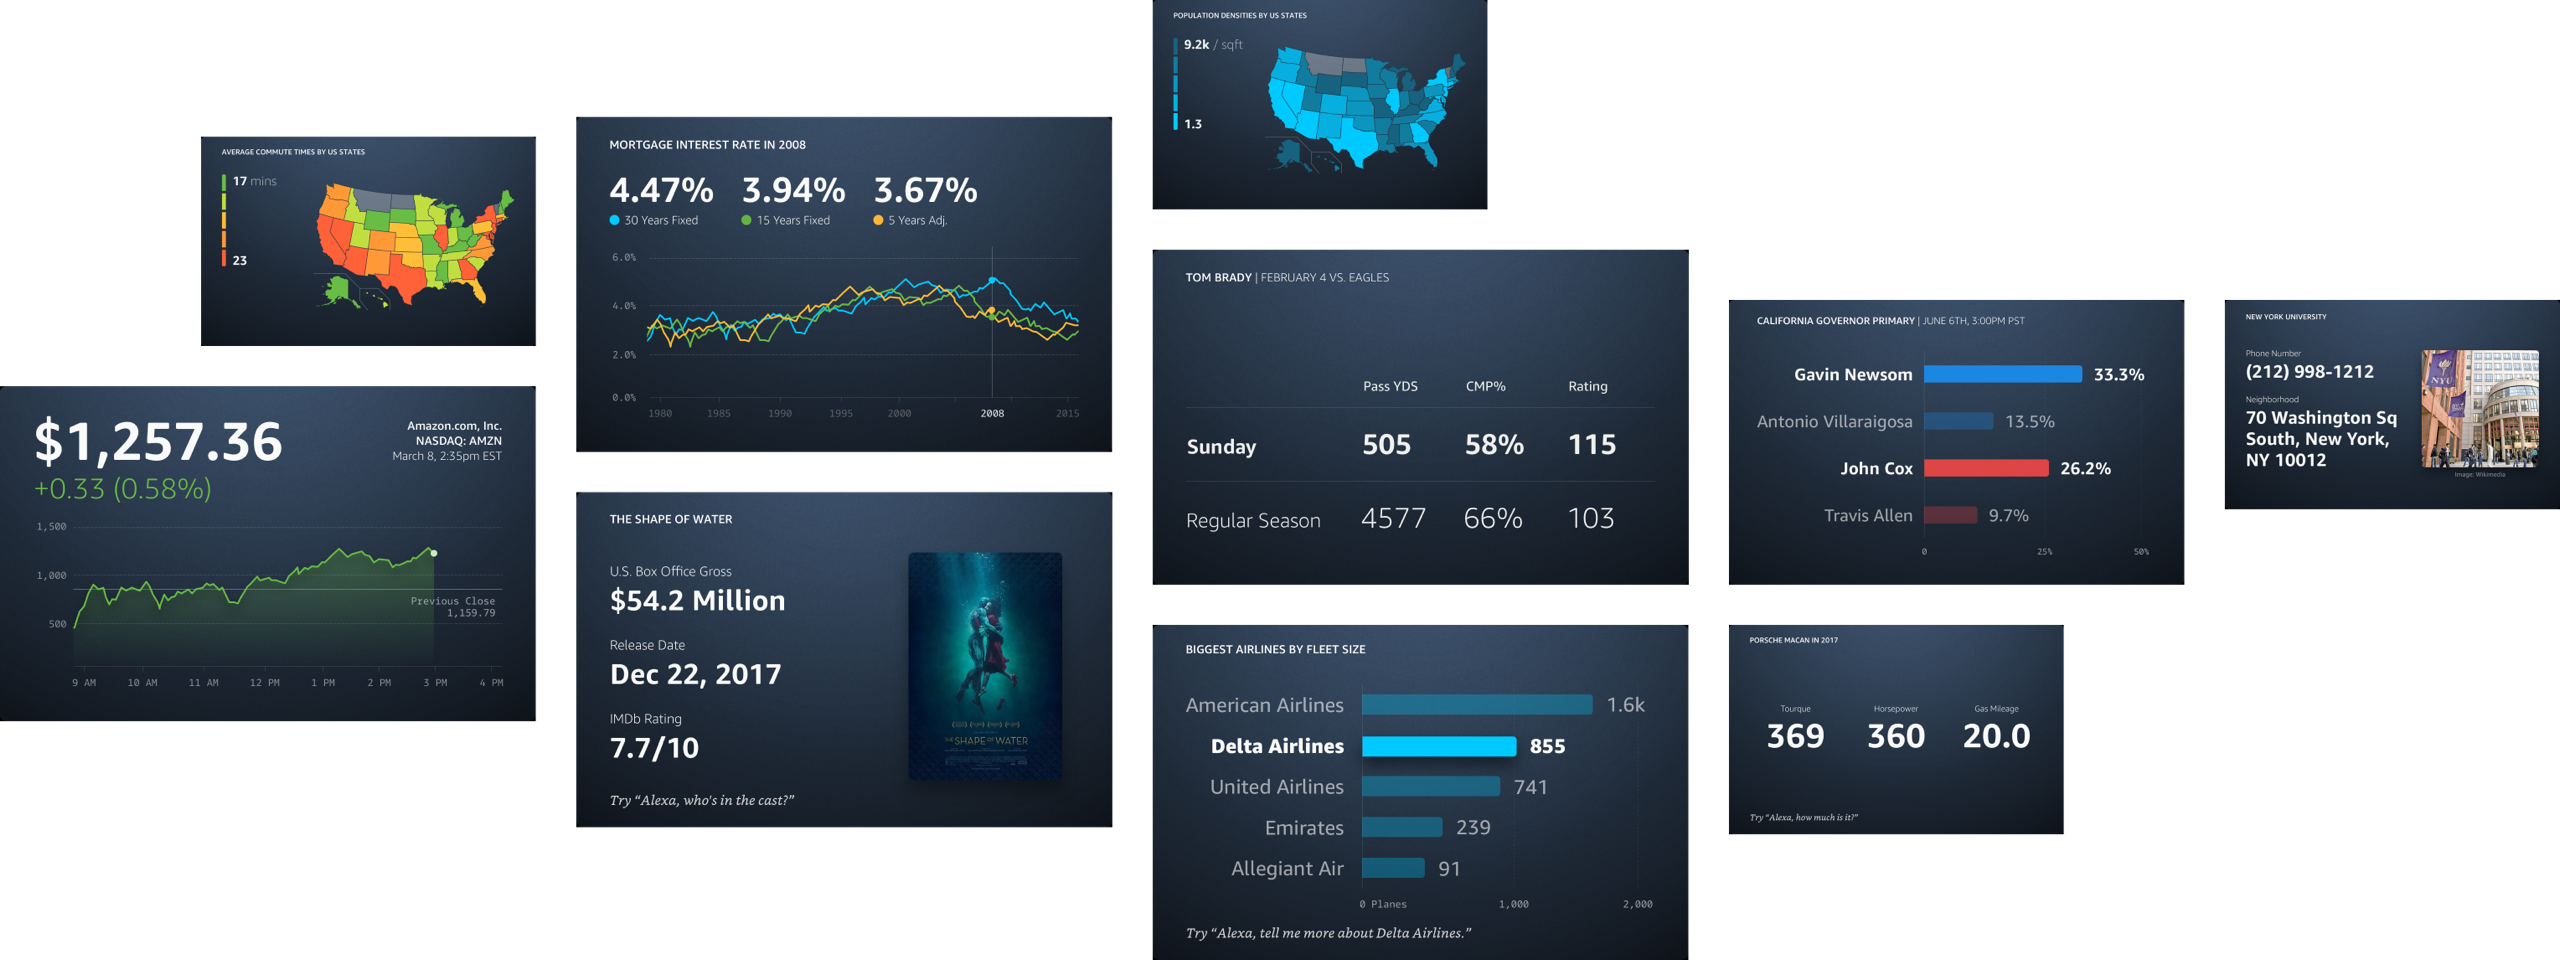 AVERAGE COMMUTE TIMES BY US STATES
17 mins
23
$1,257.36
+0.33 (0.58%)
Amazon.com, Inc.
NASDAQ: AMZN
March 8, 2:35pm EST
1,500
1,000
500
Previous Close
1,159.79
9 AM 10 AM 11 AM 12 PM 1 PM 2 PM 3 PM 4 PM
MORTGAGE INTEREST RATE IN 2008
4.47% 3.94% 3.67%
30 Years Fixed 15 Years Fixed 5 Years Adj.
6.0%
4.0%
2.0%
0.0%
1980 1985 1990 1995 2000 2008 2015
THE SHAPE OF WATER
U.S. Box Office Gross
$54.2 Million
Release Date
Dec 22, 2017
IMDb Rating
7.7/10
Try “Alexa, who's in the cast?”
THE SHAPE OF WATER
POPULATION DENSITIES BY US STATES
9.2k / sqft
1.3
TOM BRADY | FEBRUARY 4 VS. EAGLES
Pass YDS CMP% Rating
Sunday 505 58% 115
Regular Season 4577 66% 103
BIGGEST AIRLINES BY FLEET SIZE
American Airlines 1.6k
Delta Airlines 855
United Airlines 741
Emirates 239
Allegiant Air 91
0 Planes 1,000 2,000
Try “Alexa, tell me more about Delta Airlines.”
CALIFORNIA GOVERNOR PRIMARY | JUNE 6TH, 3:00PM PST
Gavin Newsom 33.3%
Antonio Villaraigosa 13.5%
John Cox 26.2%
Travis Allen 9.7%
0 25% 50%
PORSCHE MACAN IN 2017
Tourque Horsepower Gas Mileage
369 360 20.0
Try “Alexa, how much is it?”
NEW YORK UNIVERSITY
Phone Number
(212) 998-1212
Neighborhood
70 Washington Sq
South, New York,
NY 10012
NYU
Image: Wikimedia